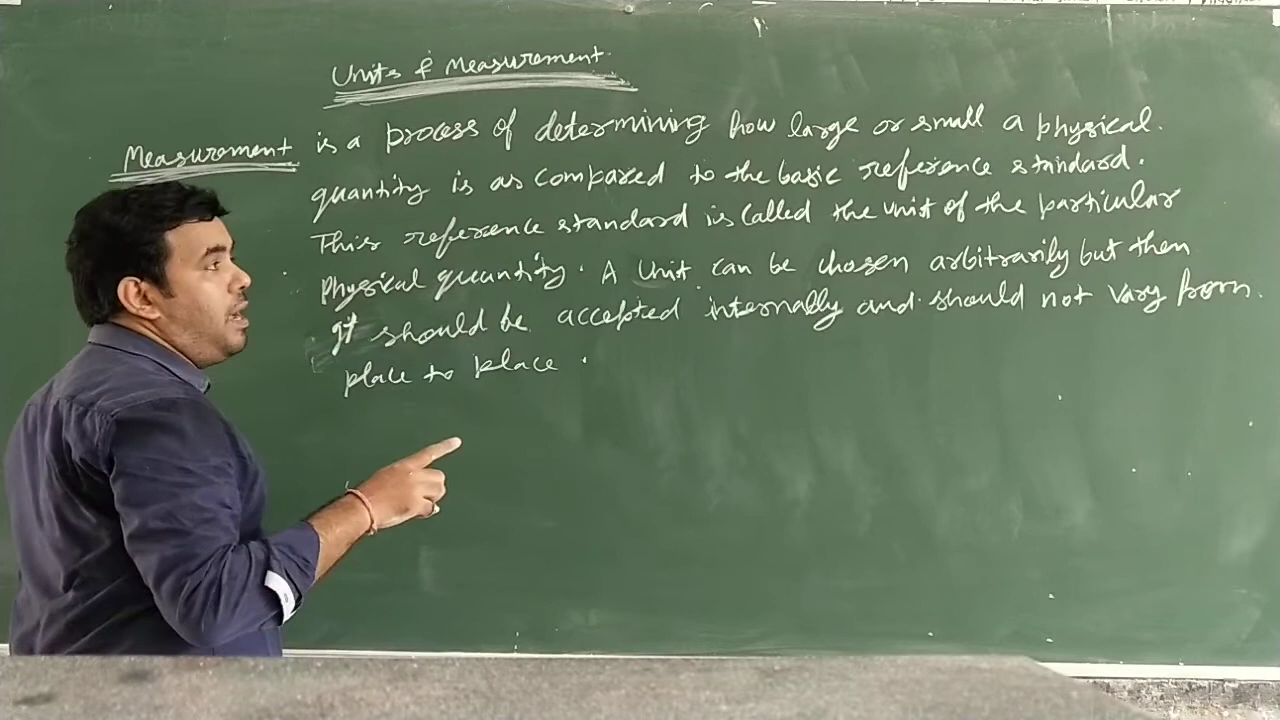 Units & Measurement.
Measurement is a process of determining how large or small a physical.
quantity is as compared to the basic reference standard.
This reference standard is called the unit of the particular
Physical quantity. A unit can be chosen arbitrarily but then
It should be accepted internally and should not vary from.
place to place.